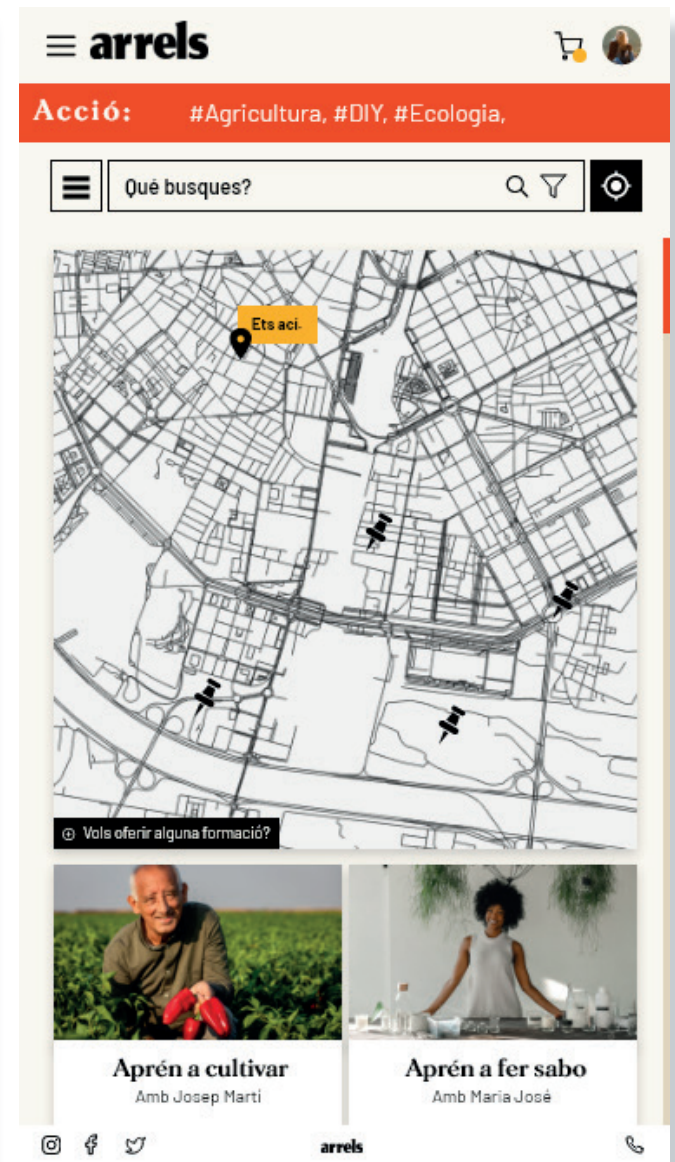 arrels
Acció: #Agricultura, #DIY, #Ecologia,
Qué busques?
Ets ací.
Vols oferir alguna formació?
Aprén a cultivar
Amb Josep Martí
Aprén a fer sabo
Amb Maria José
arrels